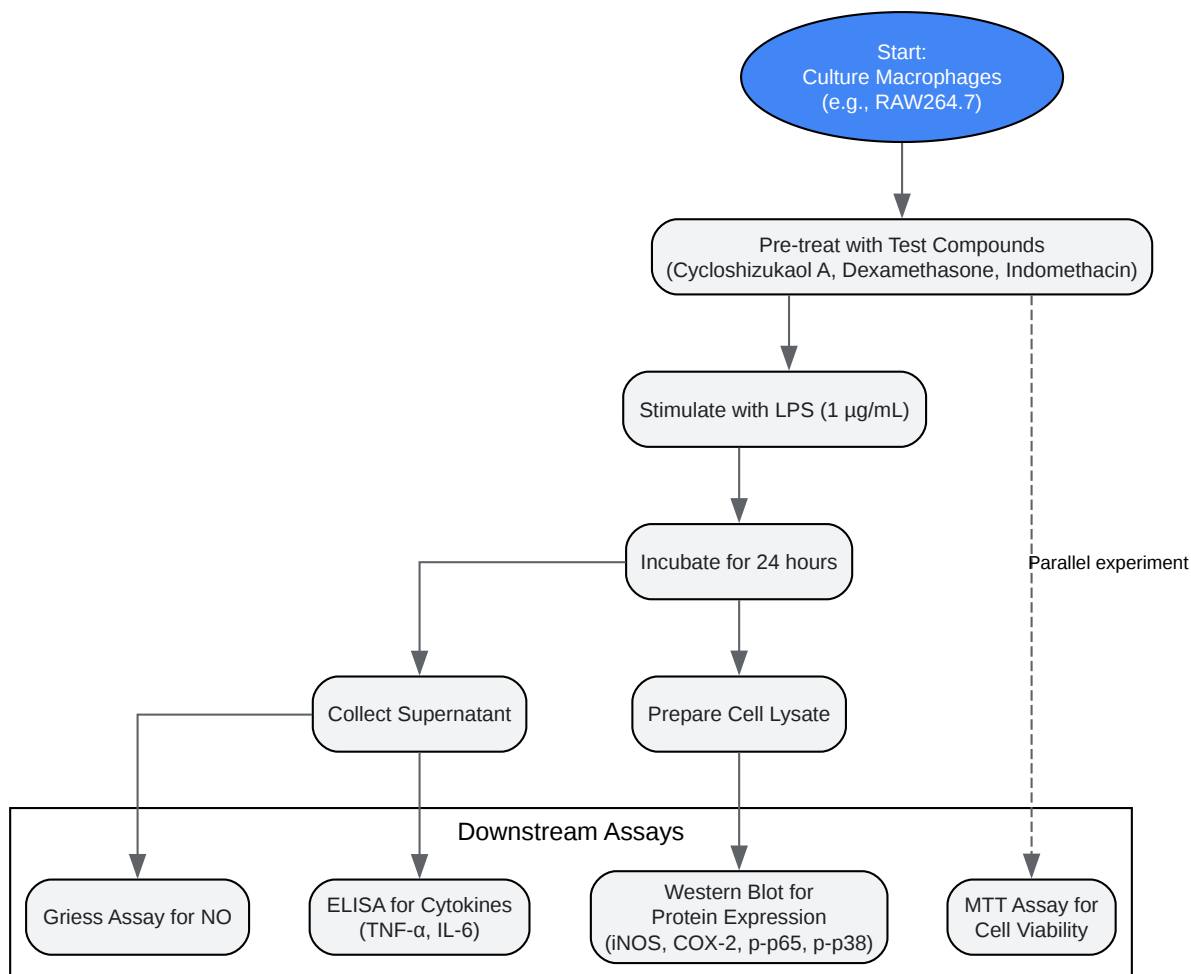 Start:
Culture Macrophages
(e.g., RAW264.7)
Pre-treat with Test Compounds
(Cycloshizukaol A, Dexamethasone, Indomethacin)
Stimulate with LPS (1 µg/mL)
Incubate for 24 hours
Parallel experiment
Collect Supernatant
Prepare Cell Lysate
Downstream Assays
Griess Assay for NO
ELISA for Cytokines
(TNF-α, IL-6)
Western Blot for
Protein Expression
(iNOS, COX-2, p-p65, p-p38)
MTT Assay for
Cell Viability